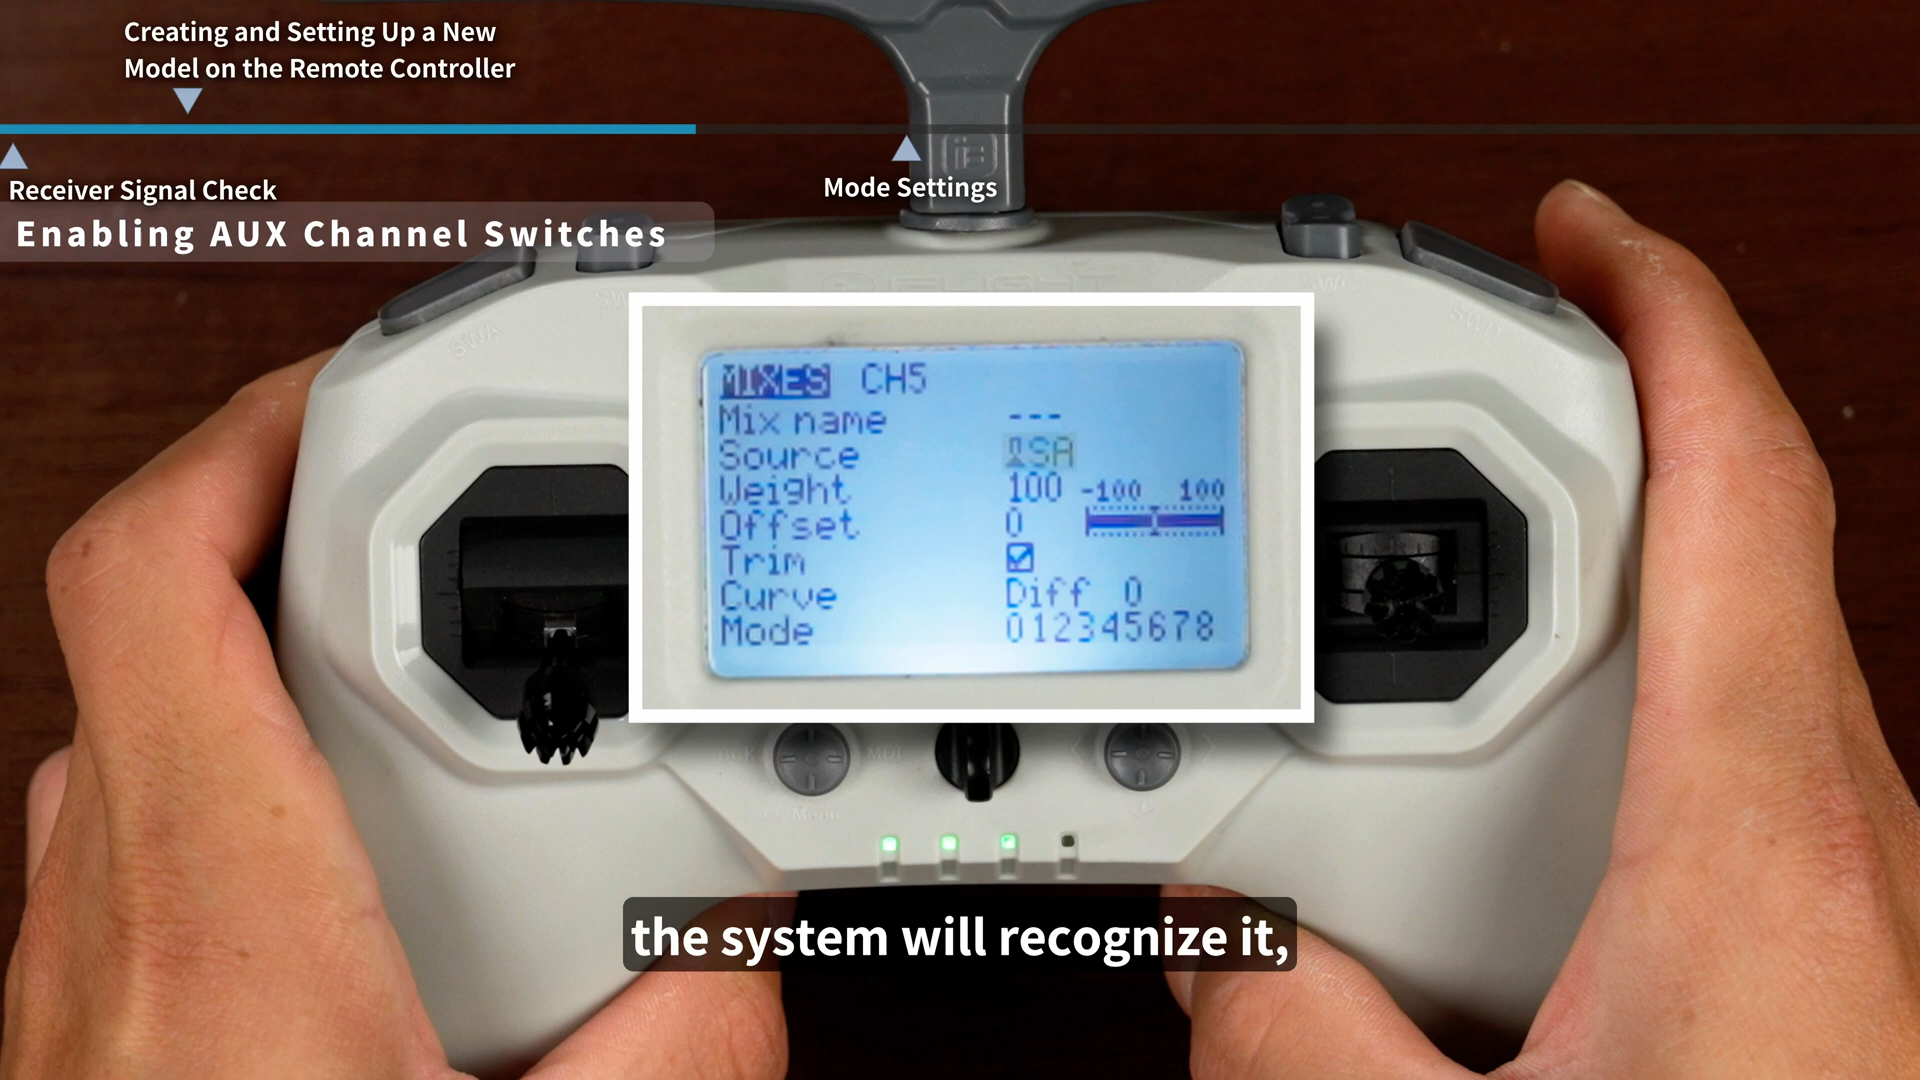 Creating and Setting Up a New
Model on the Remote Controller
Receiver Signal Check
Mode Settings
Enabling AUX Channel Switches
SWA
SWD
MIXES CH5
Mix name ---
Source SA
Weight 100 -100 100
Offset 0
Trim
Curve Diff 0
Mode 012345678
the system will recognize it,